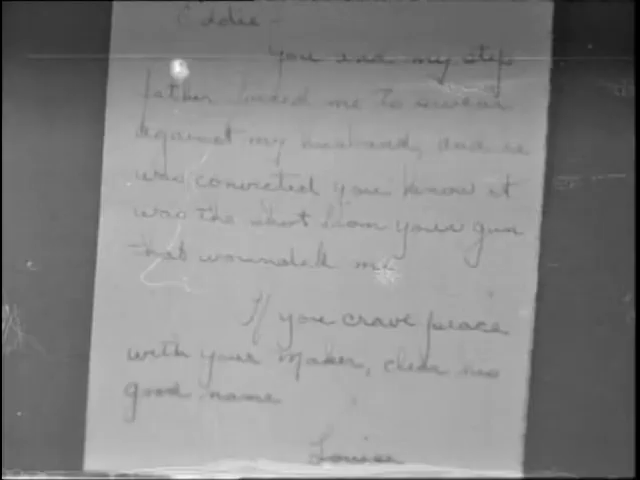 Eddie -
You and my step
father forced me to swear
against my husband, and he
was convicted you know it
was the shot from your gun
that wounded me
If you crave peace
with your Maker, clear his
good name
Louise